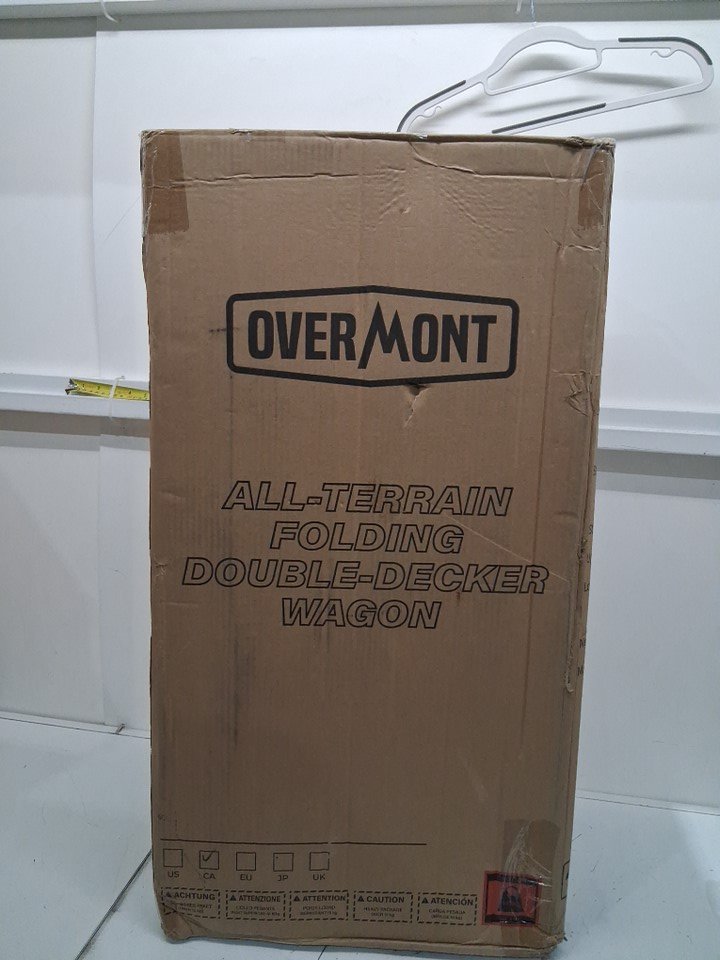 OVERMONT
ALL-TERRAIN
FOLDING
DOUBLE-DECKER
WAGON
US CA EU JP UK
ACHTUNG ATTENZIONE ATTENTION CAUTION ATENCIÓN